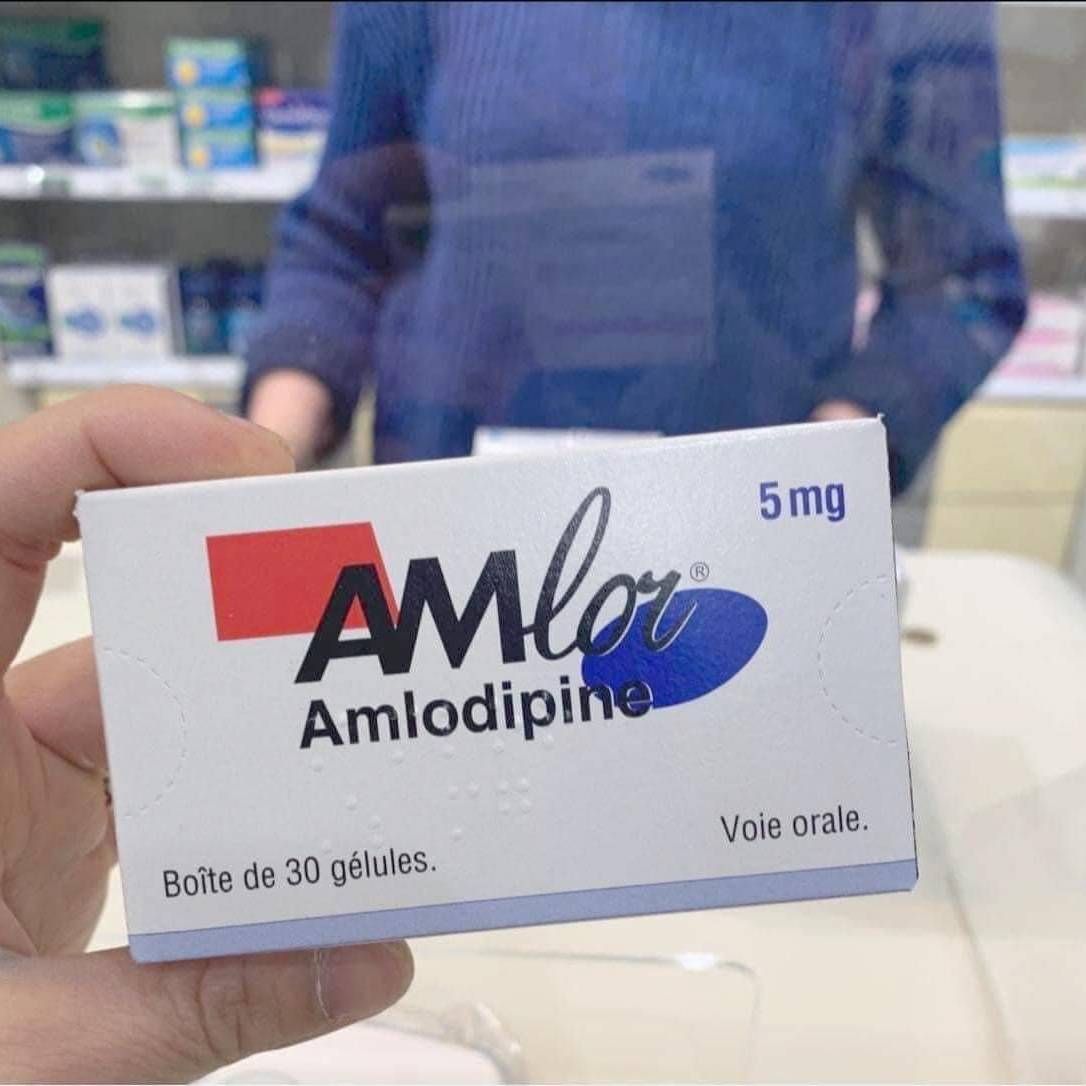 5 mg
AMlor®
Amlodipine
Voie orale.
Boîte de 30 gélules.